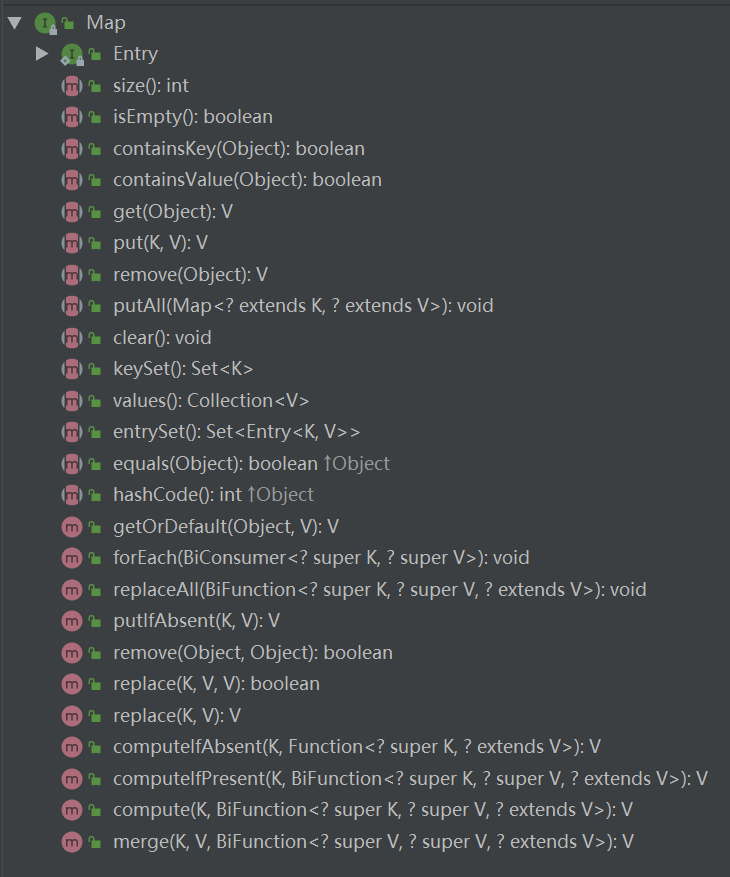 Map
Entry
size(): int
isEmpty(): boolean
containsKey(Object): boolean
containsValue(Object): boolean
get(Object): V
put(K, V): V
remove(Object): V
putAll(Map<? extends K, ? extends V>): void
clear(): void
keySet(): Set<K>
values(): Collection<V>
entrySet(): Set<Entry<K, V>>
equals(Object): boolean ↑Object
hashCode(): int ↑Object
getOrDefault(Object, V): V
forEach(BiConsumer<? super K, ? super V>): void
replaceAll(BiFunction<? super K, ? super V, ? extends V>): void
putIfAbsent(K, V): V
remove(Object, Object): boolean
replace(K, V, V): boolean
replace(K, V): V
computeIfAbsent(K, Function<? super K, ? extends V>): V
computeIfPresent(K, BiFunction<? super K, ? super V, ? extends V>): V
compute(K, BiFunction<? super K, ? super V, ? extends V>): V
merge(K, V, BiFunction<? super V, ? super V, ? extends V>): V